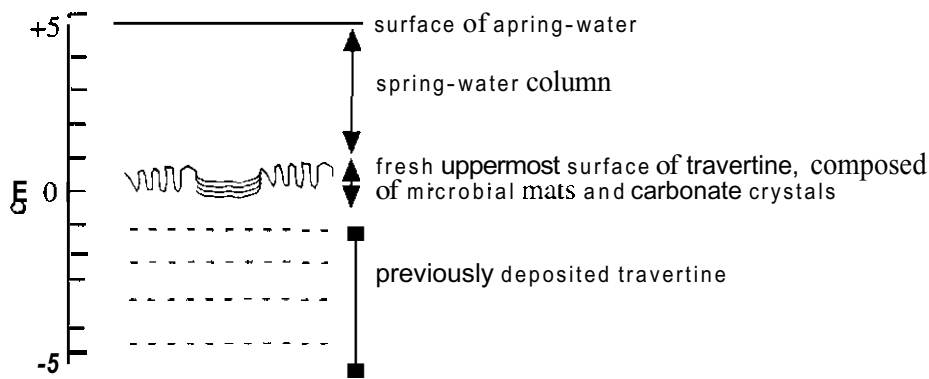 +5
surface of apring-water
spring-water column
fresh uppermost surface of travertine, composed
of microbial mats and carbonate crystals
cm
0
previously deposited travertine
-5